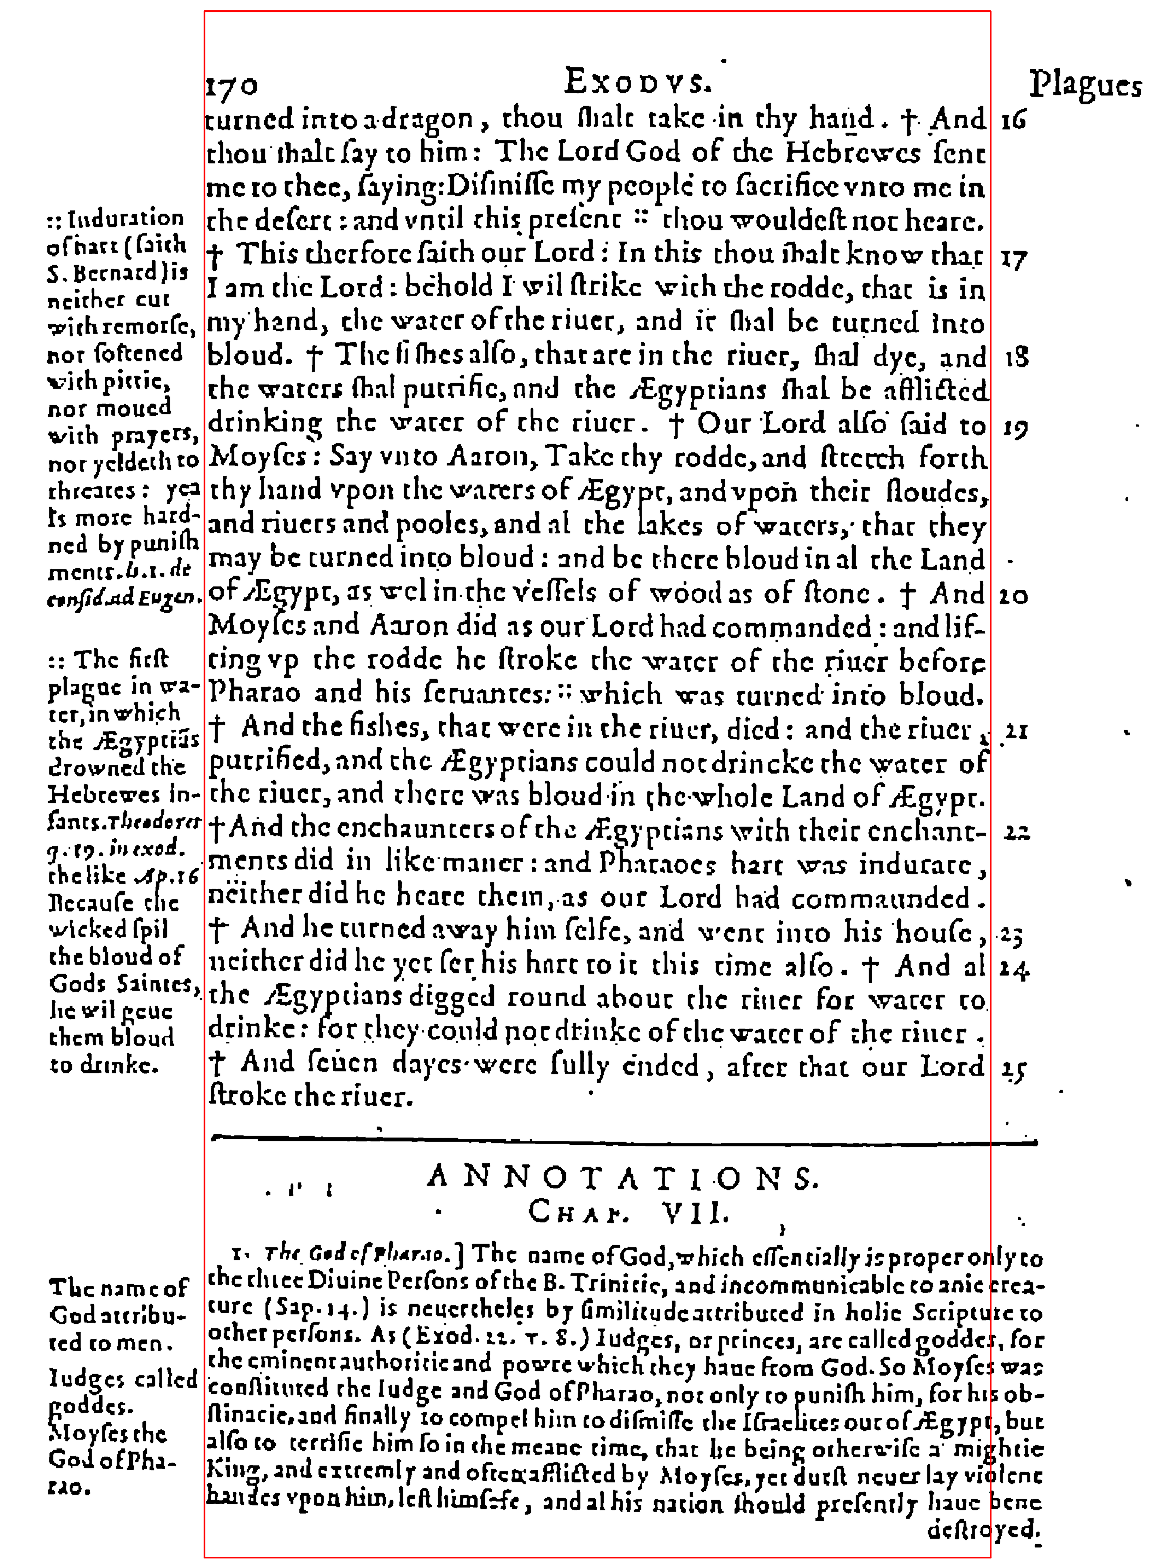 170 EXODVS. Plagues
turned into a dragon, thou ſhalt take in thy hand. † And 16
thou ſhalt ſay to him: The Lord God of the Hebrewes ſent
me to thee, ſaying: Diſmiſſe my people to ſacrifice vnto me in
the deſert: and vntil this preſent :: thou wouldeſt not heare.
† This therfore ſaith our Lord: In this thou ſhalt know that 17
I am the Lord: behold I wil ſtrike with the rodde, that is in
my hand, the water of the riuer, and it ſhal be turned into
bloud. † The fiſhes alſo, that are in the riuer, ſhal dye, and 18
the waters ſhal putrifie, and the Ægyptians ſhal be afflicted
drinking the water of the riuer. † Our Lord alſo ſaid to 19
Moyſes: Say vnto Aaron, Take thy rodde, and ſtretch forth
thy hand vpon the waters of Ægypt, and vpon their floudes,
and riuers and pooles, and al the lakes of waters, that they
may be turned into bloud: and be there bloud in al the Land
of Ægypt, as wel in the veſſels of wood as of ſtone. † And 20
Moyſes and Aaron did as our Lord had commanded: and lif-
ting vp the rodde he ſtroke the water of the riuer before
Pharao and his ſeruantes: :: which was turned into bloud.
† And the fishes, that were in the riuer, died: and the riuer 21
putrified, and the Ægyptians could not drincke the water of
the riuer, and there was bloud in the whole Land of Ægypt.
† And the enchaunters of the Ægyptians with their enchant- 22
ments did in like maner: and Pharaoes hart was indurate,
neither did he heare them, as our Lord had commaunded.
† And he turned away him ſelfe, and went into his houſe, 23
neither did he yet ſet his hart to it this time alſo. † And al 24
the Ægyptians digged round about the riuer for water to
drinke: for they could not drinke of the water of the riuer.
† And ſeuen dayes were fully ended, after that our Lord 25
ſtroke the riuer.
:: Induration
of hart (ſaith
S. Bernard) is
neither cut
with remorſe,
nor ſoftened
with pittie,
nor moued
with prayers,
nor yeldeth to
threates: yea
is more hard-
ned by puniſh
ments. li. 1. de
conſid. ad Eugen.
:: The firſt
plague in wa-
ter, in which
the Ægyptiãs
drowned the
Hebrewes in-
fants. Theodoret
q. 19. in exod.
the like Ap. 16
Becauſe the
wicked ſpil
the bloud of
Gods Saintes,
he wil geue
them bloud
to drinke.
ANNOTATIONS.
CHAP. VII.
1. The God of Pharao.] The name of God, which eſſentially is proper only to
the three Diuine Perſons of the B. Trinitie, and incommunicable to anie crea-
ture (Sap. 14.) is neuertheles by ſimilitude attributed in holie Scripture to
other perſons. As (Exod. 22. v. 8.) Iudges, or princes, are called goddes, for
the eminent authoritie and powre which they haue from God. So Moyſes was
conſtituted the Iudge and God of Pharao, not only to puniſh him, for his ob-
ſtinacie, and finally to compel him to diſmiſſe the Iſraelites out of Ægypt, but
alſo to terrifie him ſo in the meane time, that he being otherwiſe a mightie
King, and extremly and often afflicted by Moyſes, yet durſt neuer lay violent
handes vpon him, leſt himſelfe, and al his nation ſhould preſently haue bene
deſtroyed.
The name of
God attribu-
ted to men.
Iudges called
goddes.
Moyſes the
God of Pha-
rao.